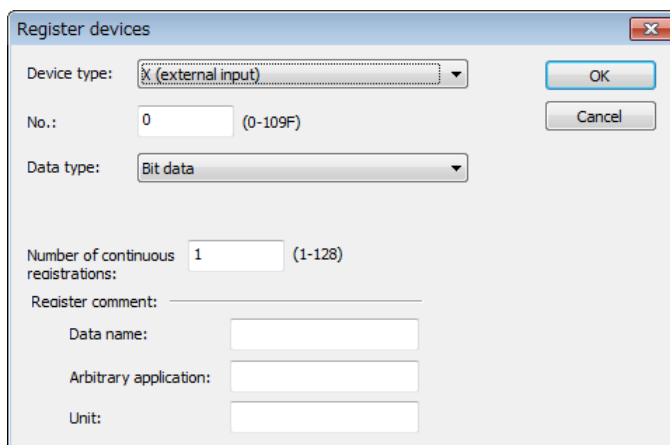 Register devices
Device type: X (external input) OK
No.: 0 (0-109F) Cancel
Data type: Bit data
Number of continuous 1 (1-128)
registrations:
Register comment:
Data name:
Arbitrary application:
Unit: